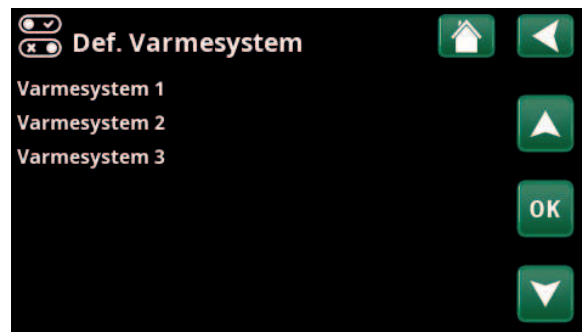 Def. Varmesystem
Varmesystem 1
Varmesystem 2
Varmesystem 3
OK